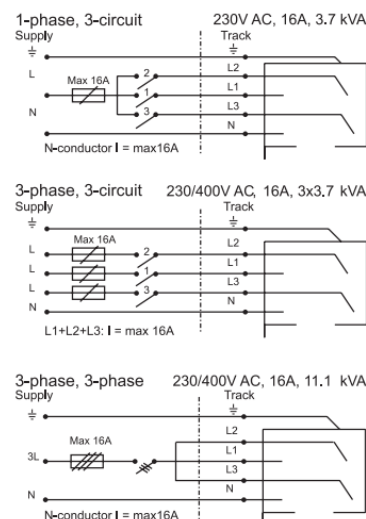 1-phase, 3-circuit 230V AC, 16A, 3.7 kVA
Supply Track
L2
L Max 16A 2
L1
1
L3
N 3
N
N-conductor I = max16A
3-phase, 3-circuit 230/400V AC, 16A, 3x3.7 kVA
Supply Track
Max 16A L2
L 2
L1
L 1
L3
L 3
N N
L1+L2+L3: I = max 16A
3-phase, 3-phase 230/400V AC, 16A, 11.1 kVA
Supply Track
L2
Max 16A
L1
3L
L3
N N
N-conductor I = max16A